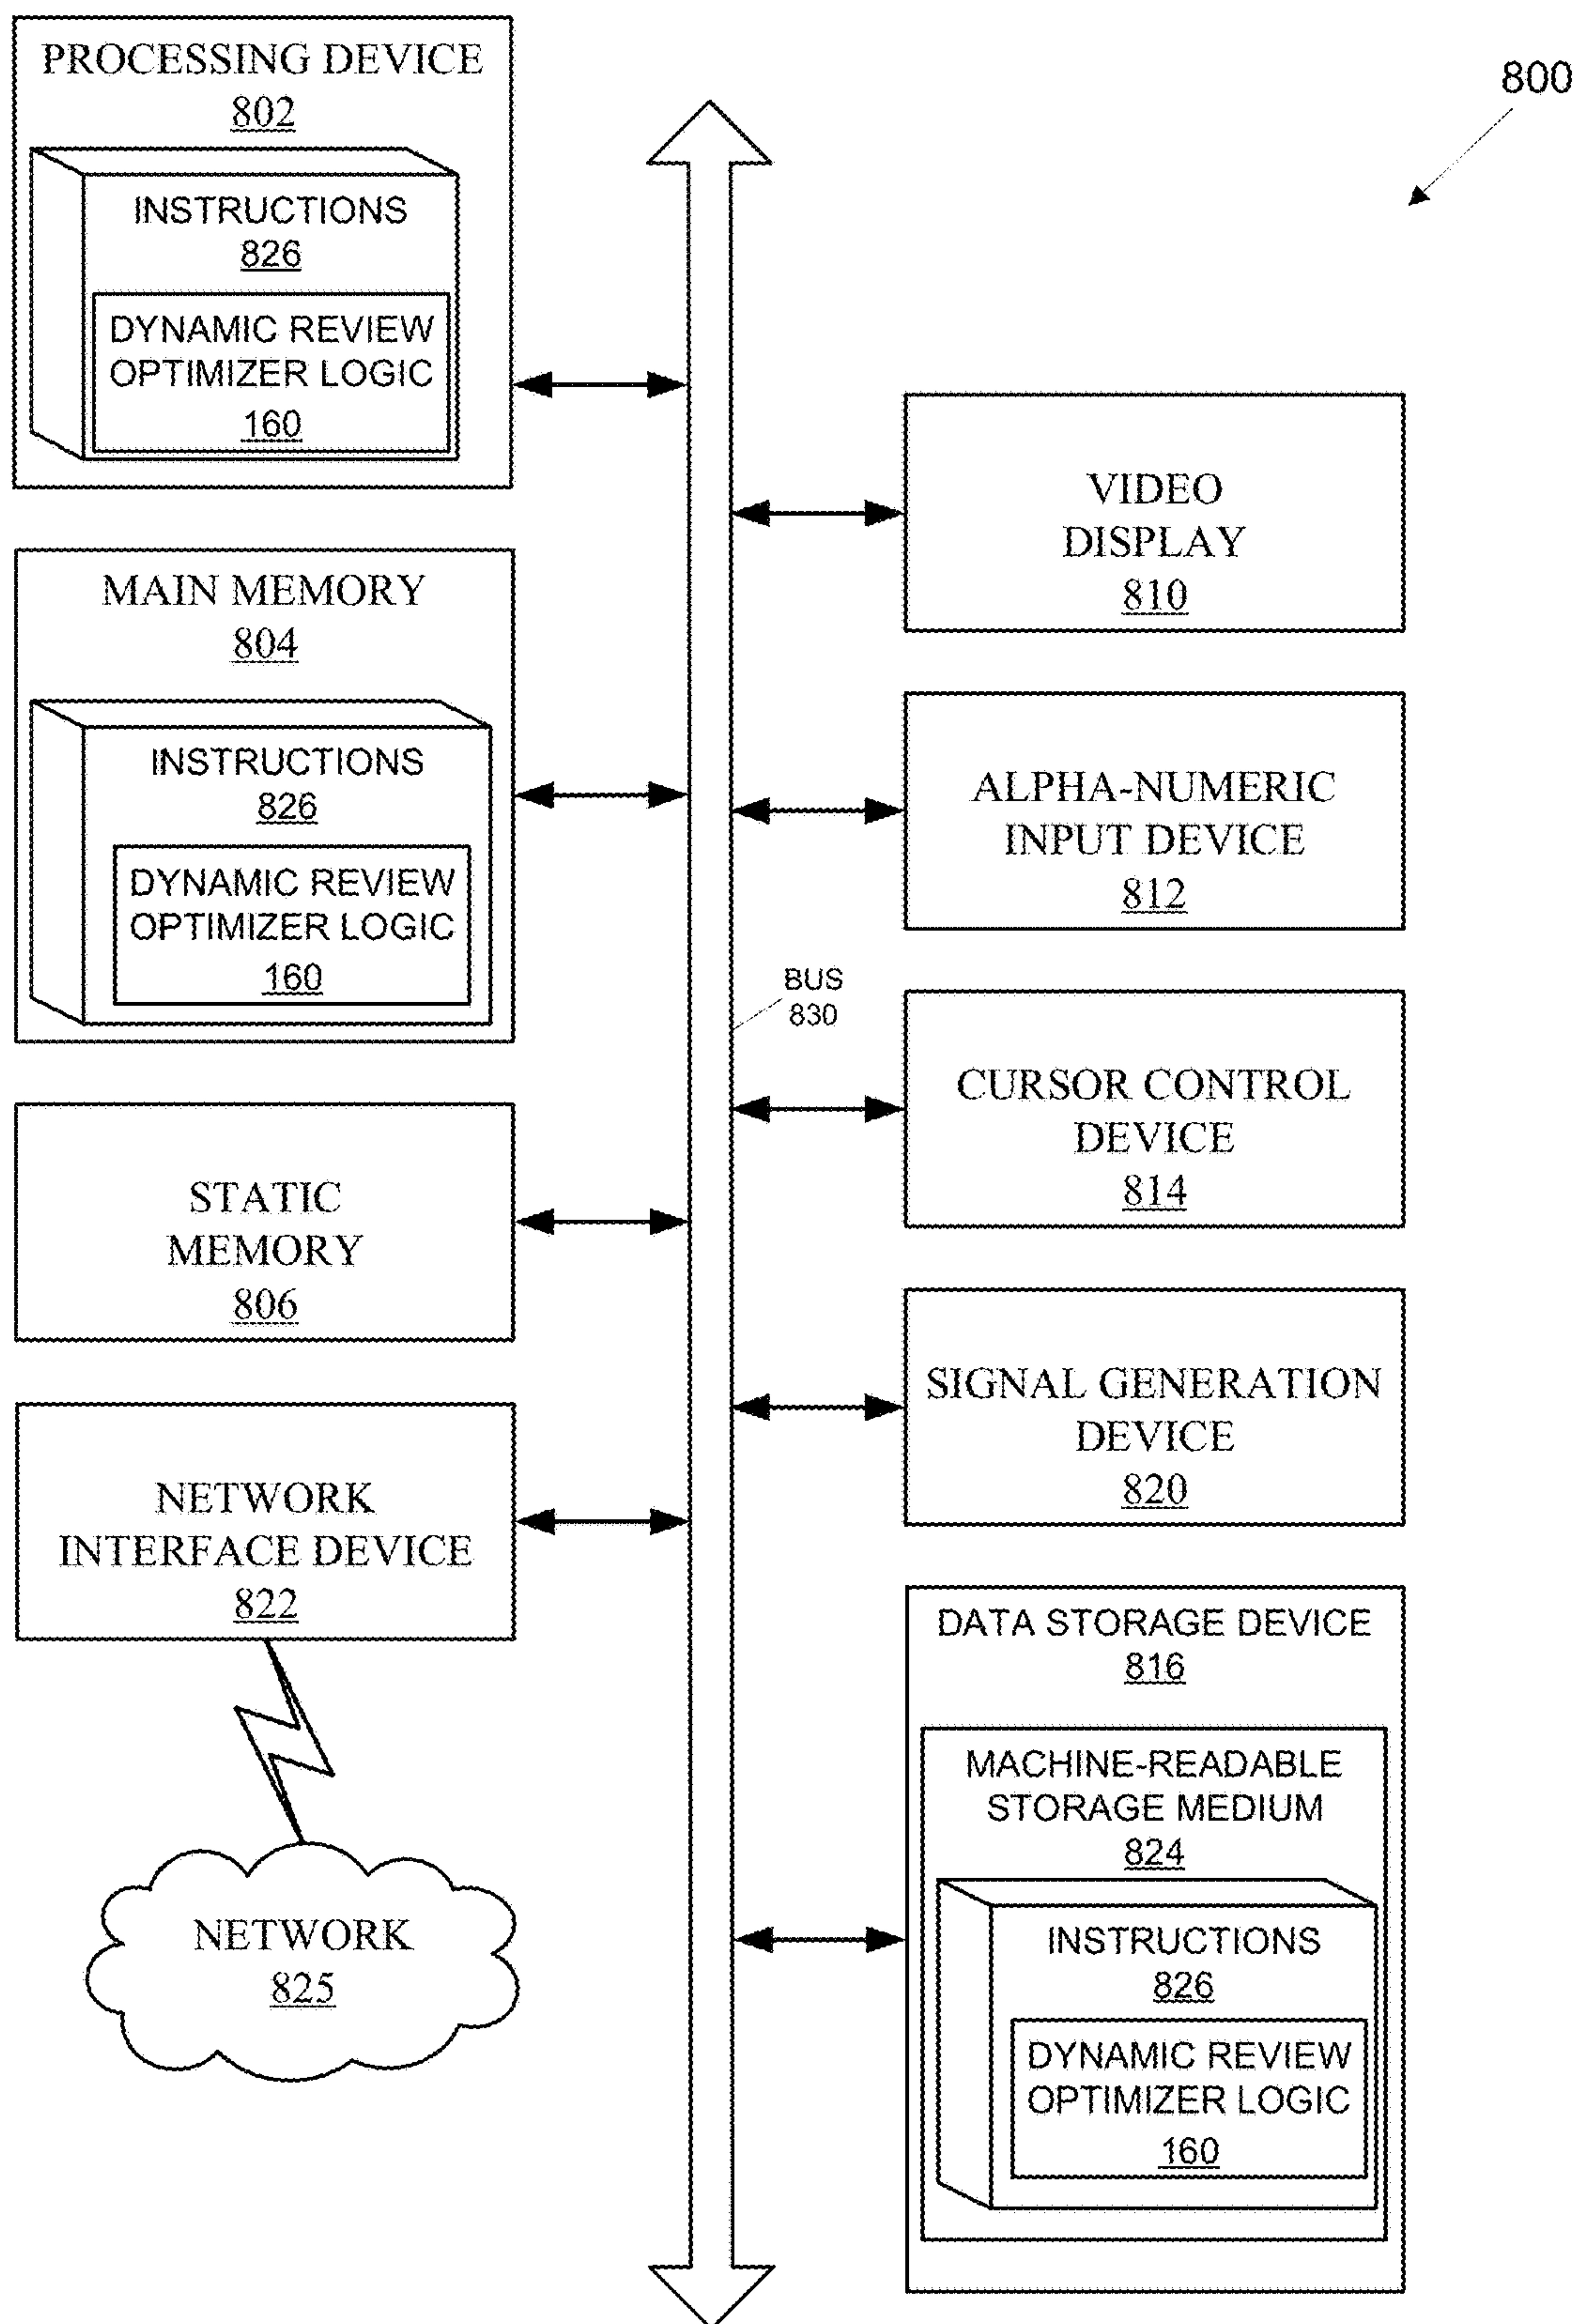 PROCESSING DEVICE
802
INSTRUCTIONS
826
DYNAMIC REVIEW
OPTIMIZER LOGIC
160
MAIN MEMORY
804
INSTRUCTIONS
826
DYNAMIC REVIEW
OPTIMIZER LOGIC
160
STATIC
MEMORY
806
NETWORK
INTERFACE DEVICE
822
NETWORK
825
BUS
830
800
VIDEO
DISPLAY
810
ALPHA-NUMERIC
INPUT DEVICE
812
CURSOR CONTROL
DEVICE
814
SIGNAL GENERATION
DEVICE
820
DATA STORAGE DEVICE
816
MACHINE-READABLE
STORAGE MEDIUM
824
INSTRUCTIONS
826
DYNAMIC REVIEW
OPTIMIZER LOGIC
160